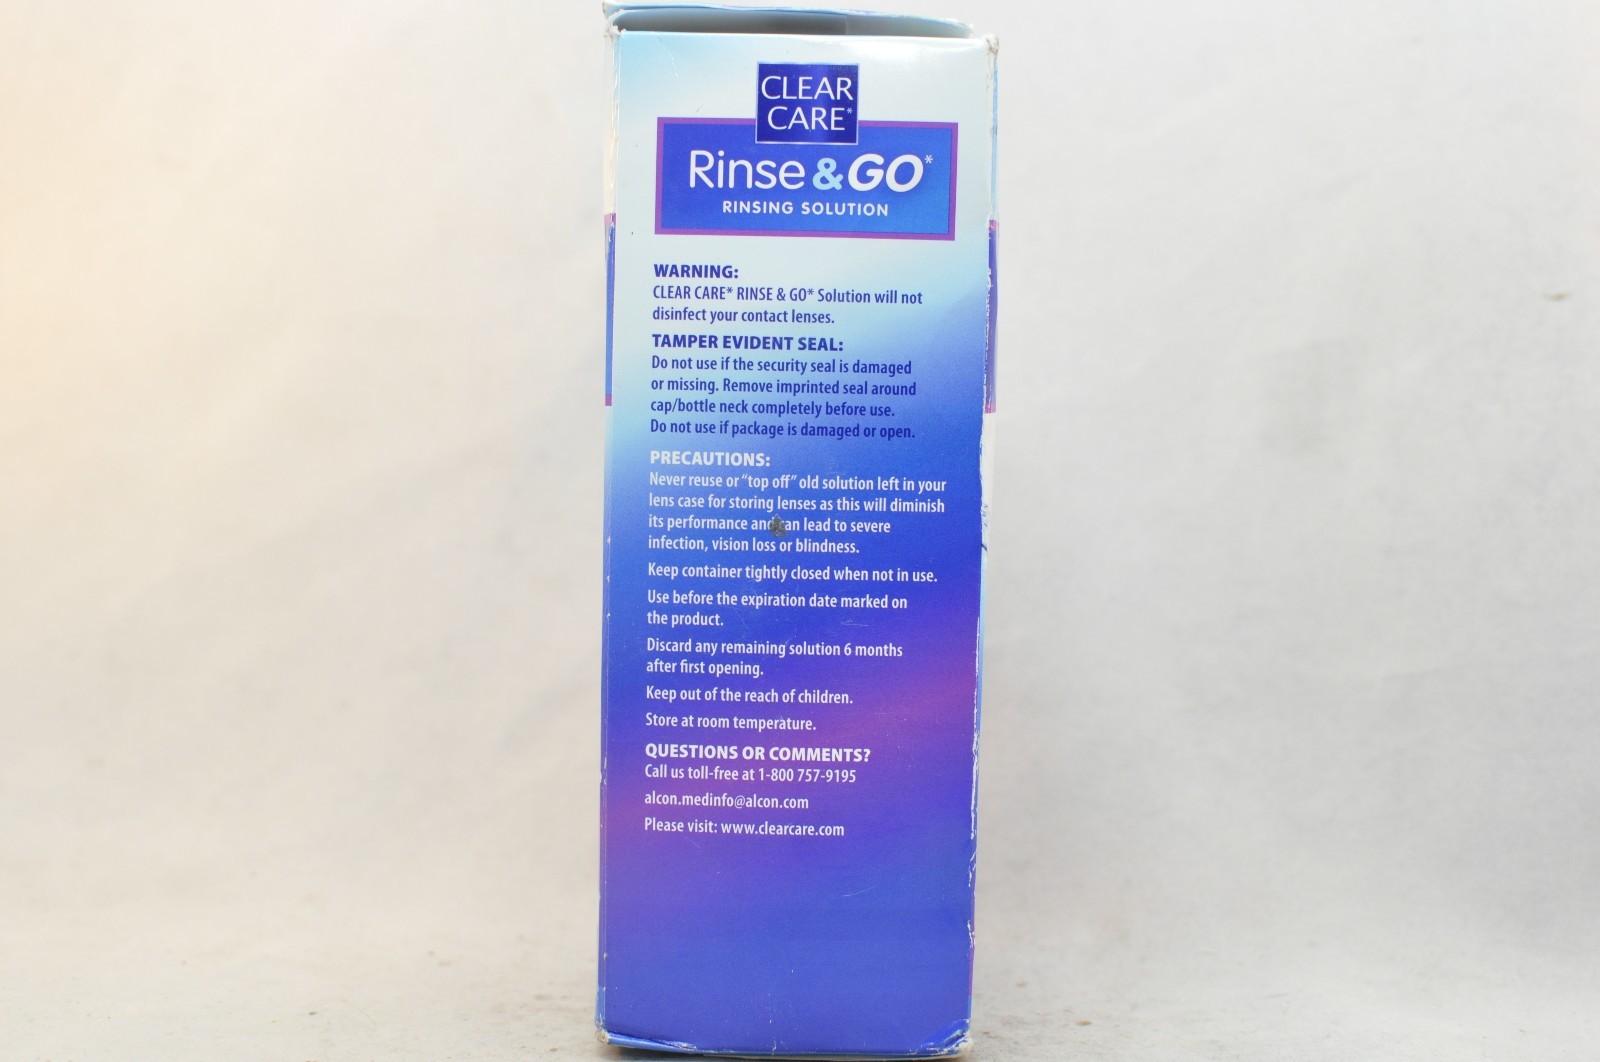 CLEAR
CARE*
Rinse & GO*
RINSING SOLUTION
WARNING:
CLEAR CARE* RINSE & GO* Solution will not
disinfect your contact lenses.
TAMPER EVIDENT SEAL:
Do not use if the security seal is damaged
or missing. Remove imprinted seal around
cap/bottle neck completely before use.
Do not use if package is damaged or open.
PRECAUTIONS:
Never reuse or “top off” old solution left in your
lens case for storing lenses as this will diminish
its performance and can lead to severe
infection, vision loss or blindness.
Keep container tightly closed when not in use.
Use before the expiration date marked on
the product.
Discard any remaining solution 6 months
after first opening.
Keep out of the reach of children.
Store at room temperature.
QUESTIONS OR COMMENTS?
Call us toll-free at 1-800 757-9195
alcon.medinfo@alcon.com
Please visit: www.clearcare.com